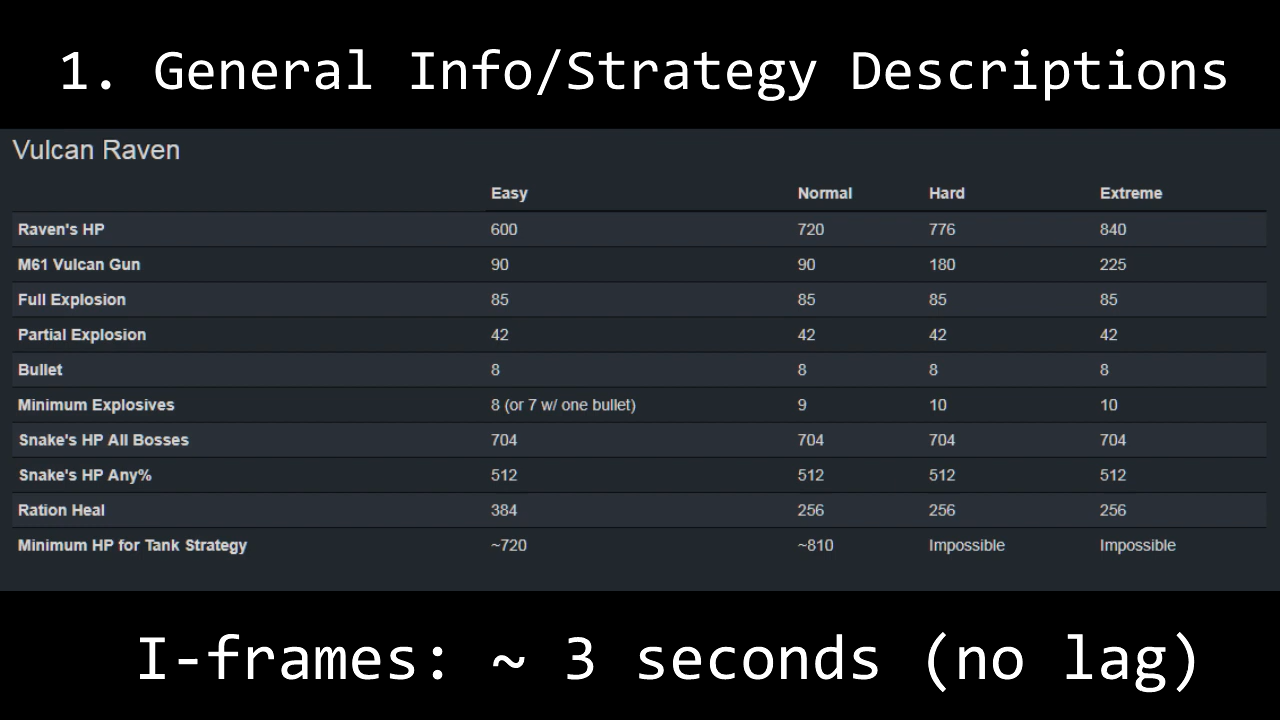 1. General Info/Strategy Descriptions
Vulcan Raven
Easy Normal Hard Extreme
Raven's HP 600 720 776 840
M61 Vulcan Gun 90 90 180 225
Full Explosion 85 85 85 85
Partial Explosion 42 42 42 42
Bullet 8 8 8 8
Minimum Explosives 8 (or 7 w/ one bullet) 9 10 10
Snake's HP All Bosses 704 704 704 704
Snake's HP Any% 512 512 512 512
Ration Heal 384 256 256 256
Minimum HP for Tank Strategy ~720 ~810 Impossible Impossible
I-frames: ~ 3 seconds (no lag)